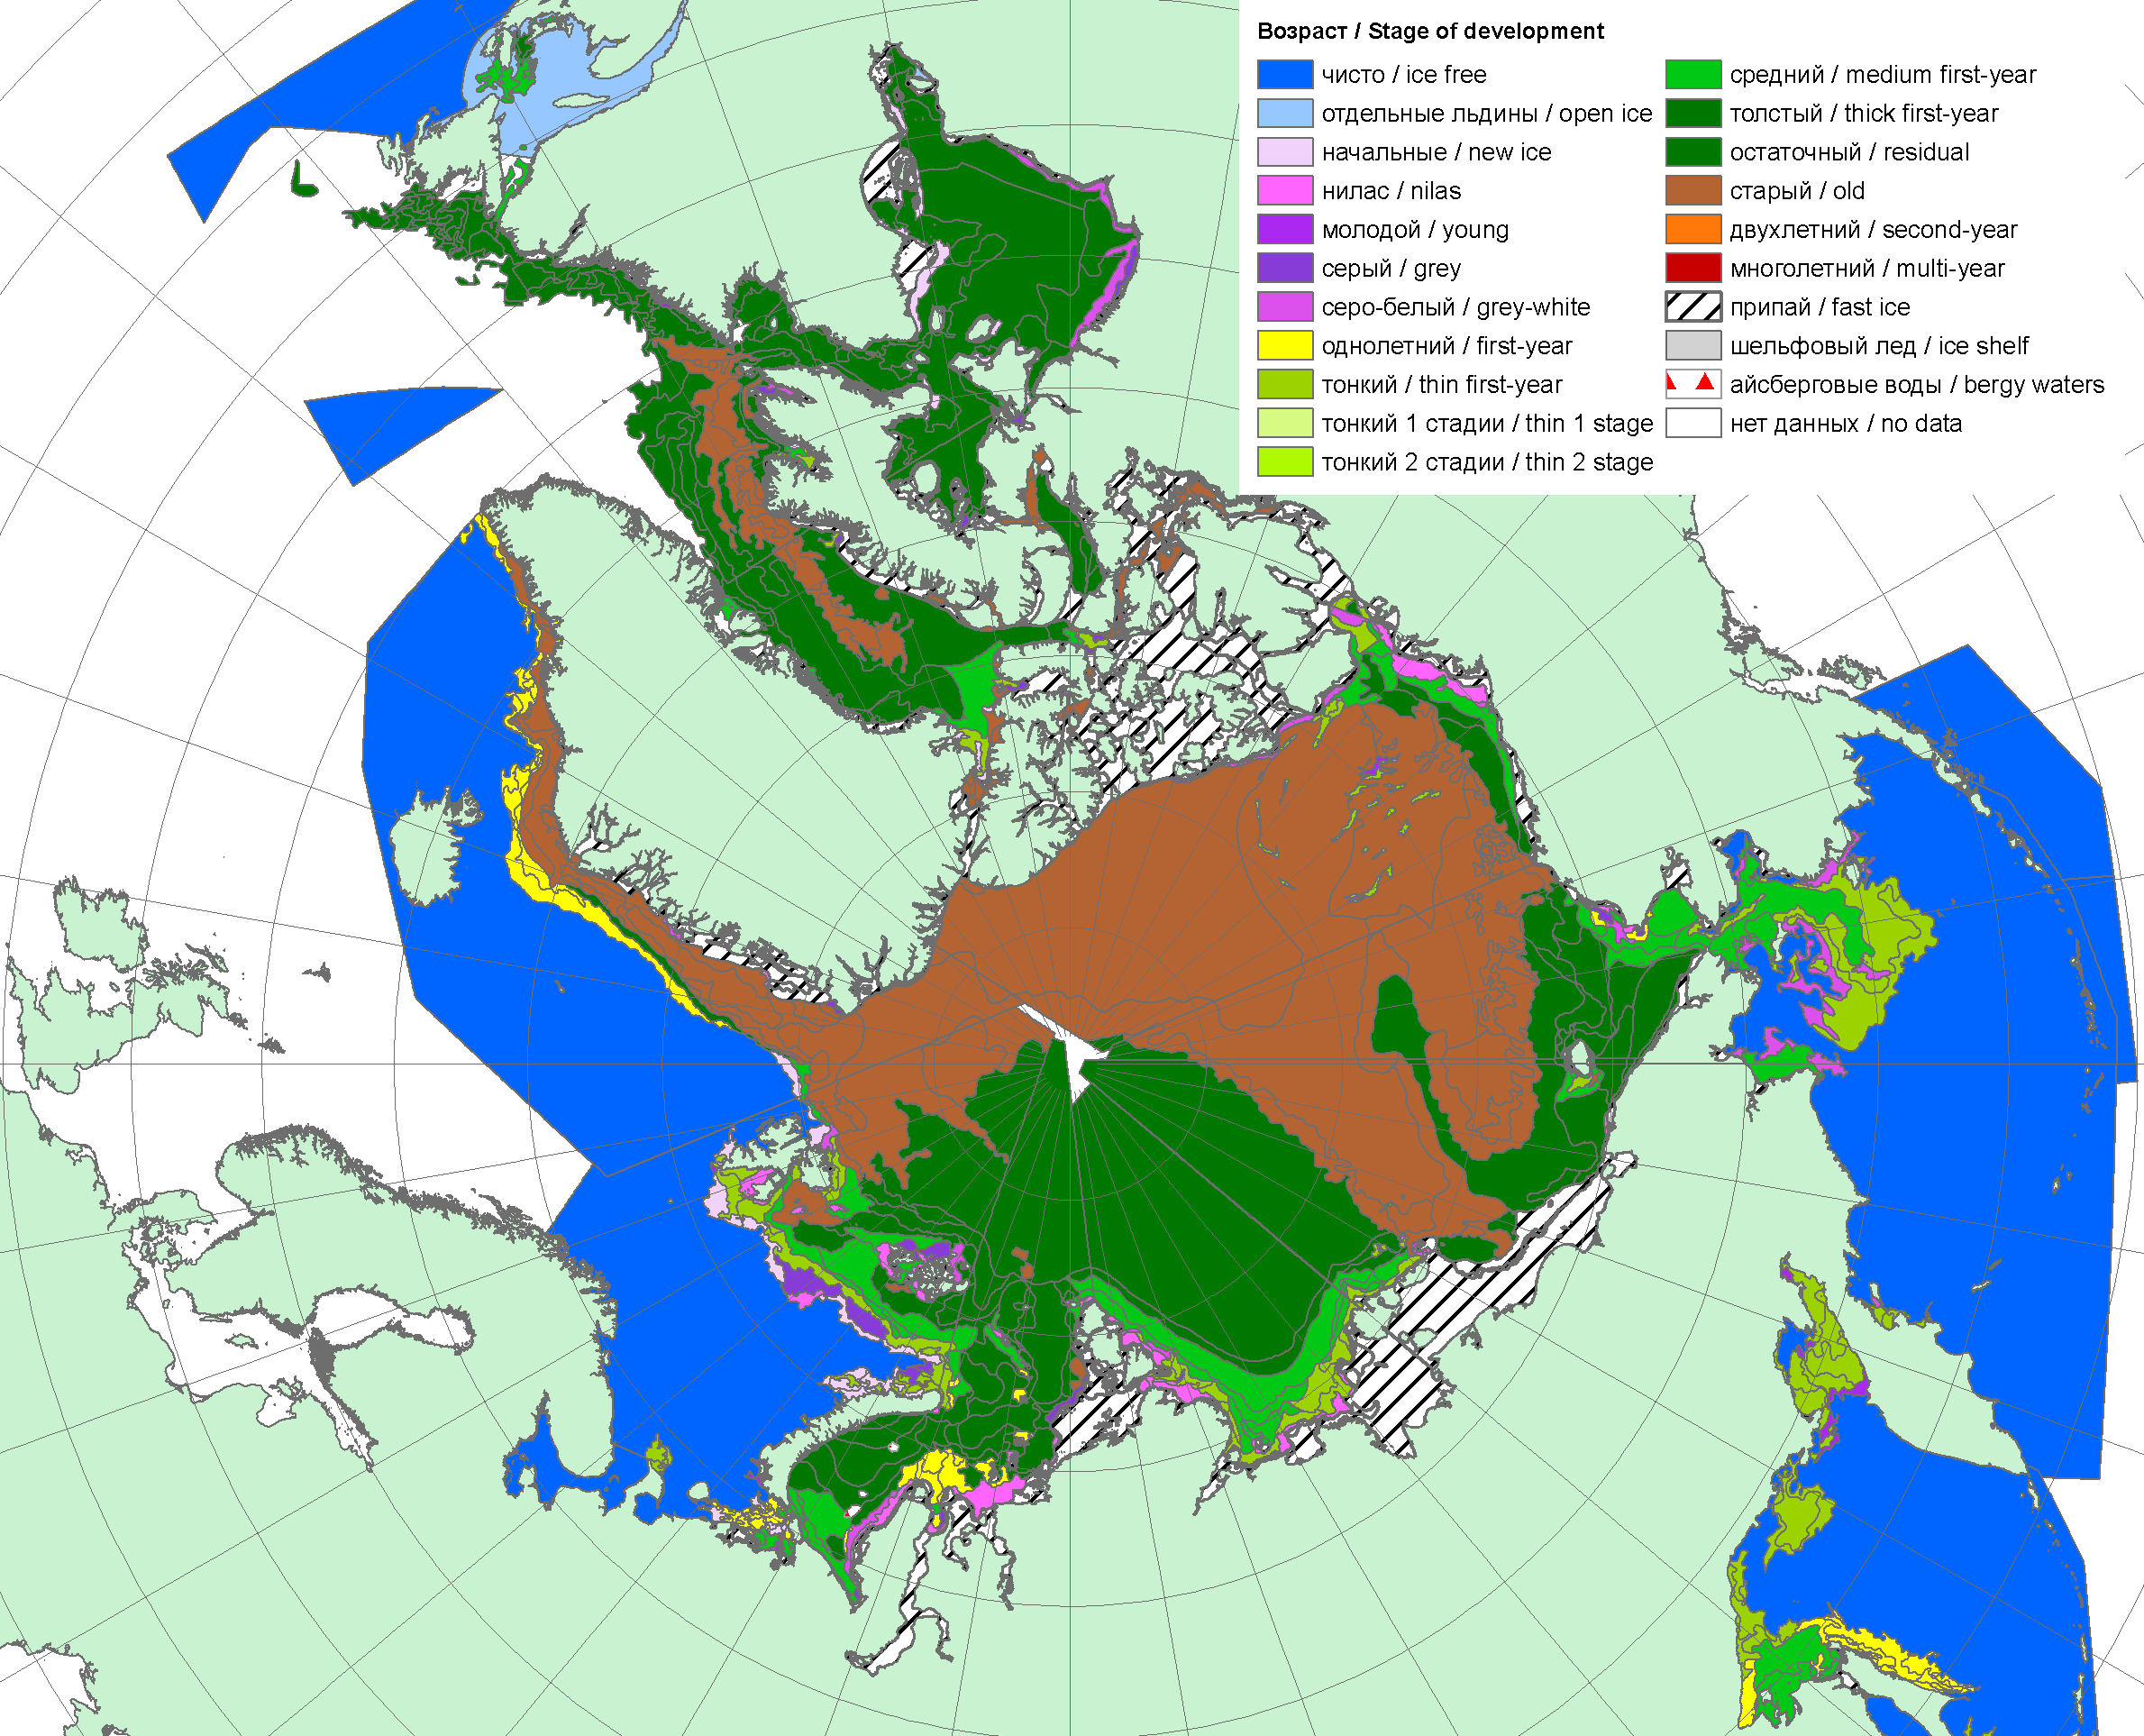 Возраст / Stage of development
чисто / ice free
отдельные льдины / open ice
начальные / new ice
нилас / nilas
молодой / young
серый / grey
серо-белый / grey-white
однолетний / first-year
тонкий / thin first-year
тонкий 1 стадии / thin 1 stage
тонкий 2 стадии / thin 2 stage
средний / medium first-year
толстый / thick first-year
остаточный / residual
старый / old
двухлетний / second-year
многолетний / multi-year
припай / fast ice
шельфовый лед / ice shelf
айсберговые воды / bergy waters
нет данных / no data